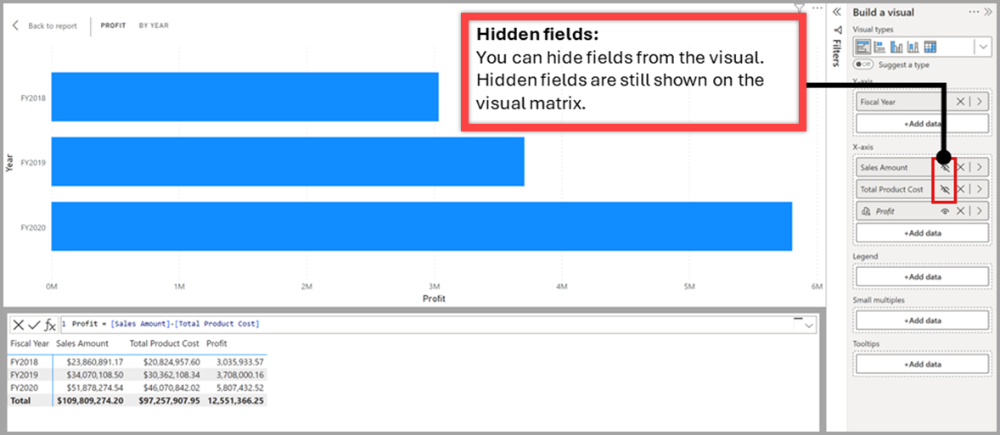 Back to report
PROFIT
BY YEAR
Hidden fields:
You can hide fields from the visual.
Hidden fields are still shown on the
visual matrix.
Year
FY2018
FY2019
FY2020
0M 1M 2M 3M 4M 5M 6M
Profit
1 Profit = [Sales Amount]-[Total Product Cost]
Fiscal Year Sales Amount Total Product Cost Profit
FY2018 $23,860,891.17 $20,824,957.60 3,035,933.57
FY2019 $34,070,108.50 $30,362,108.34 3,708,000.16
FY2020 $51,878,274.54 $46,070,842.02 5,807,432.52
Total $109,809,274.20 $97,257,907.95 12,551,366.25
Filters
Build a visual
Visual types
Off Suggest a type
Y-axis
Fiscal Year
+Add data
X-axis
Sales Amount
Total Product Cost
Profit
+Add data
Legend
+Add data
Small multiples
+Add data
Tooltips
+Add data